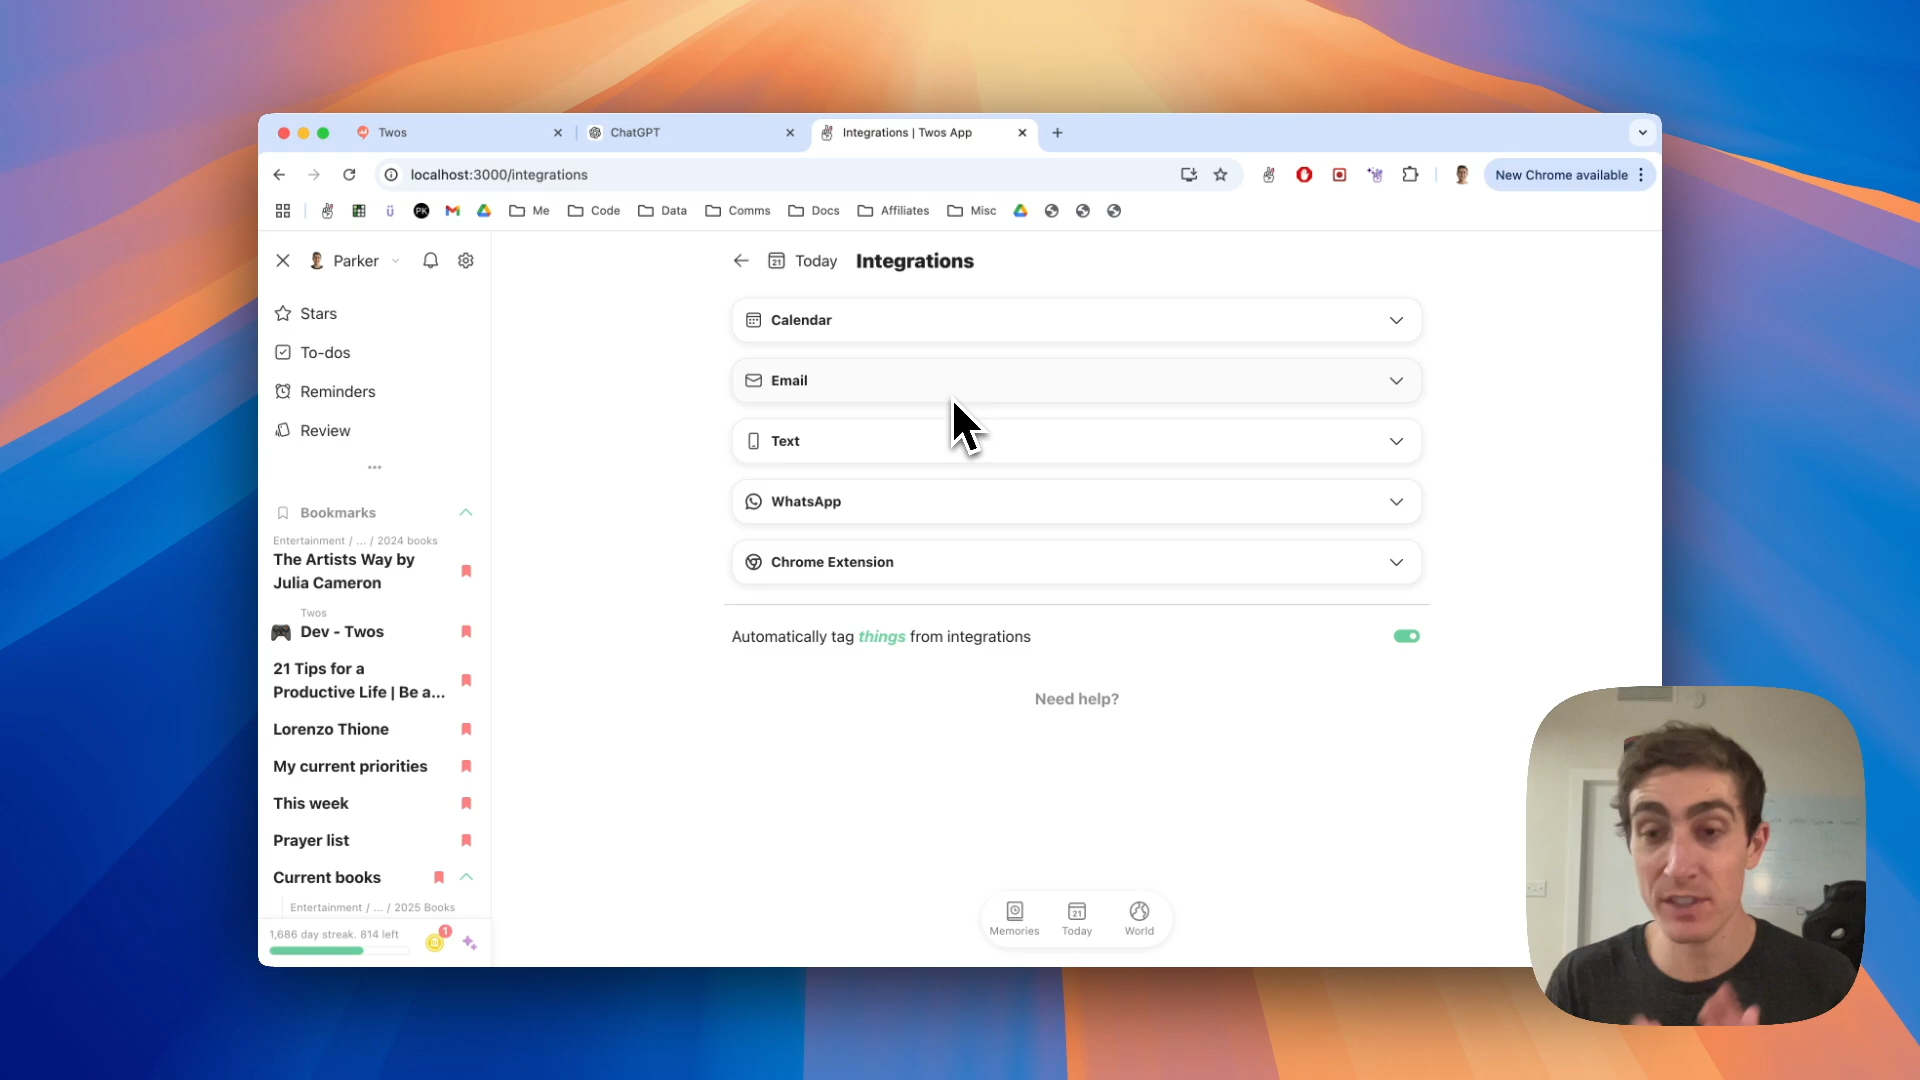 Twos
ChatGPT
Integrations | Twos App
localhost:3000/integrations
New Chrome available
PK
Me
Code
Data
Comms
Docs
Affiliates
Misc
Parker
21 Today
Integrations
Stars
To-dos
Reminders
Review
Bookmarks
Entertainment / ... / 2024 books
The Artists Way by
Julia Cameron
Twos
Dev - Twos
21 Tips for a
Productive Life | Be a...
Lorenzo Thione
My current priorities
This week
Prayer list
Current books
Entertainment / ... / 2025 Books
1,686 day streak. 814 left
1
Calendar
Email
Text
WhatsApp
Chrome Extension
Automatically tag things from integrations
Need help?
21
Memories
Today
World